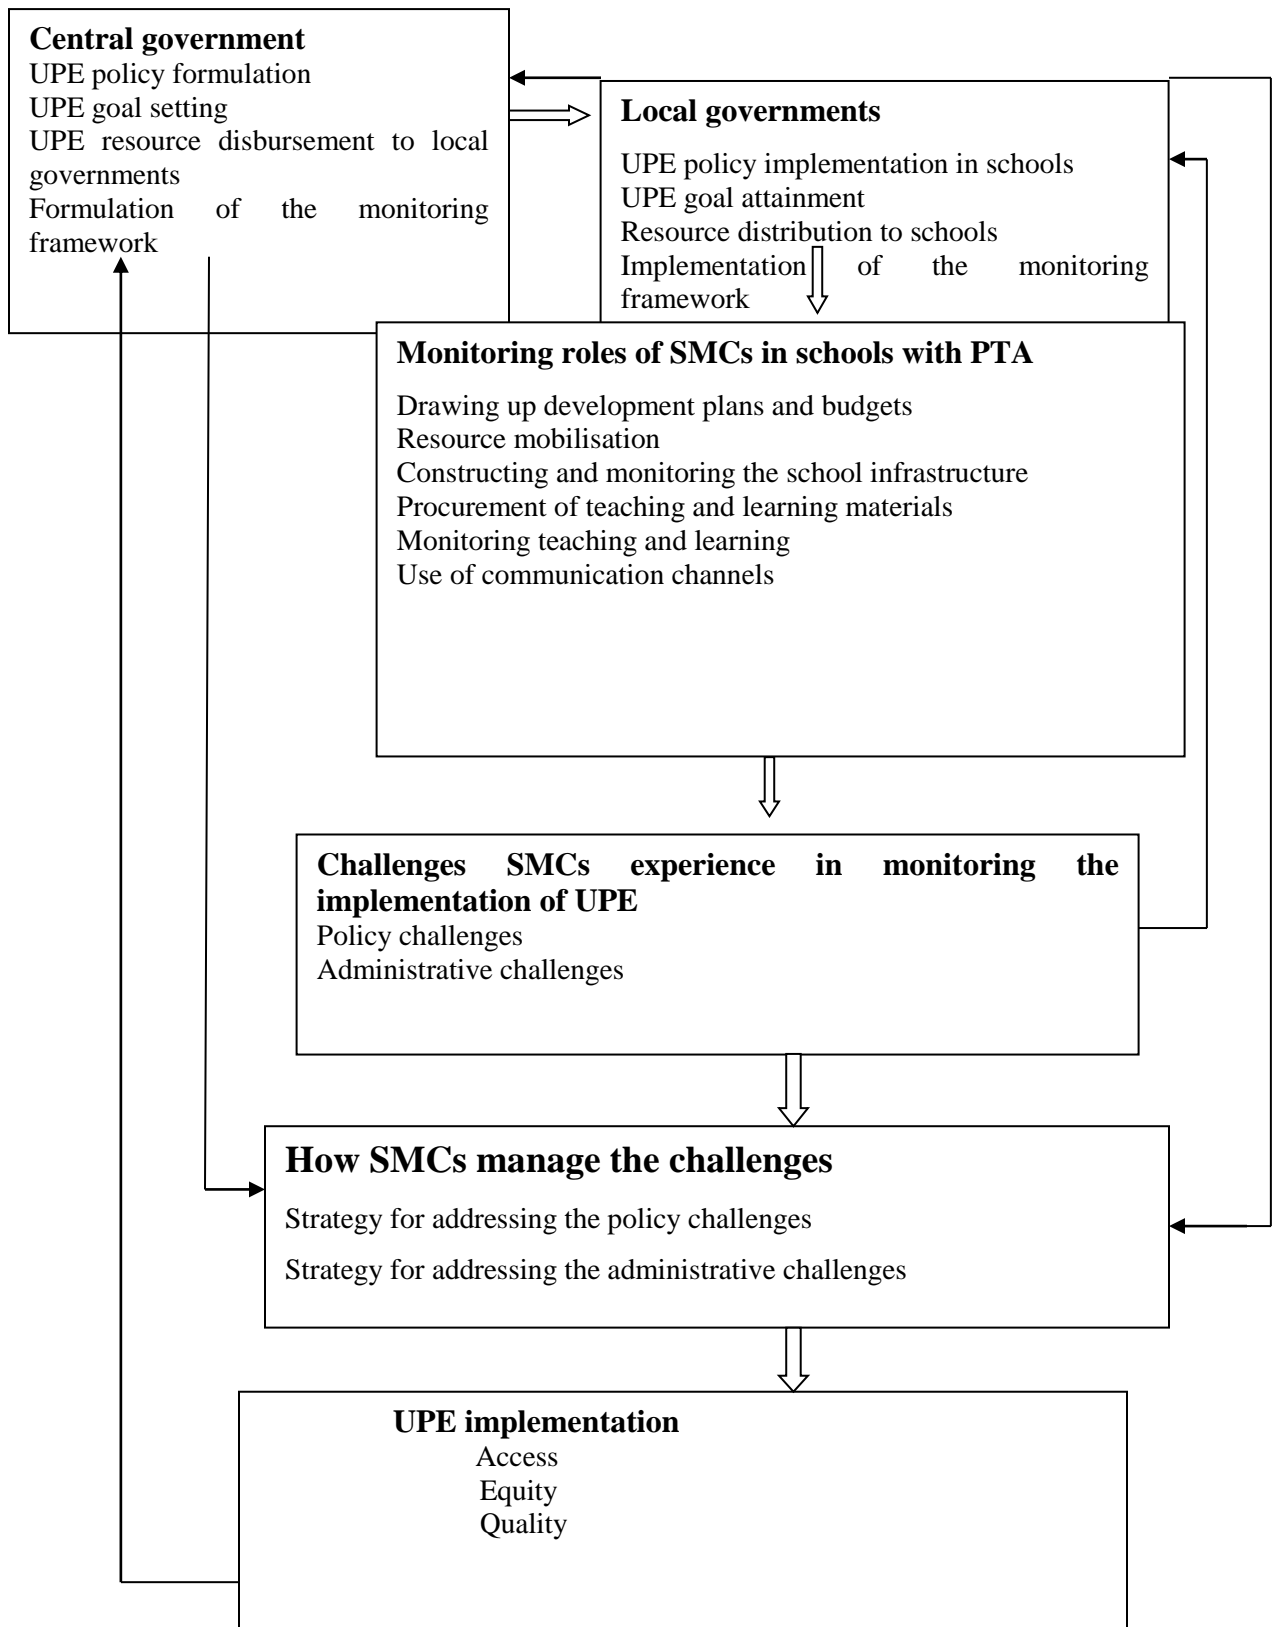 Central government
UPE policy formulation
UPE goal setting
UPE resource disbursement to local
governments
Formulation of the monitoring
framework
Local governments
UPE policy implementation in schools
UPE goal attainment
Resource distribution to schools
Implementation of the monitoring
framework
Monitoring roles of SMCs in schools with PTA
Drawing up development plans and budgets
Resource mobilisation
Constructing and monitoring the school infrastructure
Procurement of teaching and learning materials
Monitoring teaching and learning
Use of communication channels
Challenges SMCs experience in monitoring the
implementation of UPE
Policy challenges
Administrative challenges
How SMCs manage the challenges
Strategy for addressing the policy challenges
Strategy for addressing the administrative challenges
UPE implementation
Access
Equity
Quality